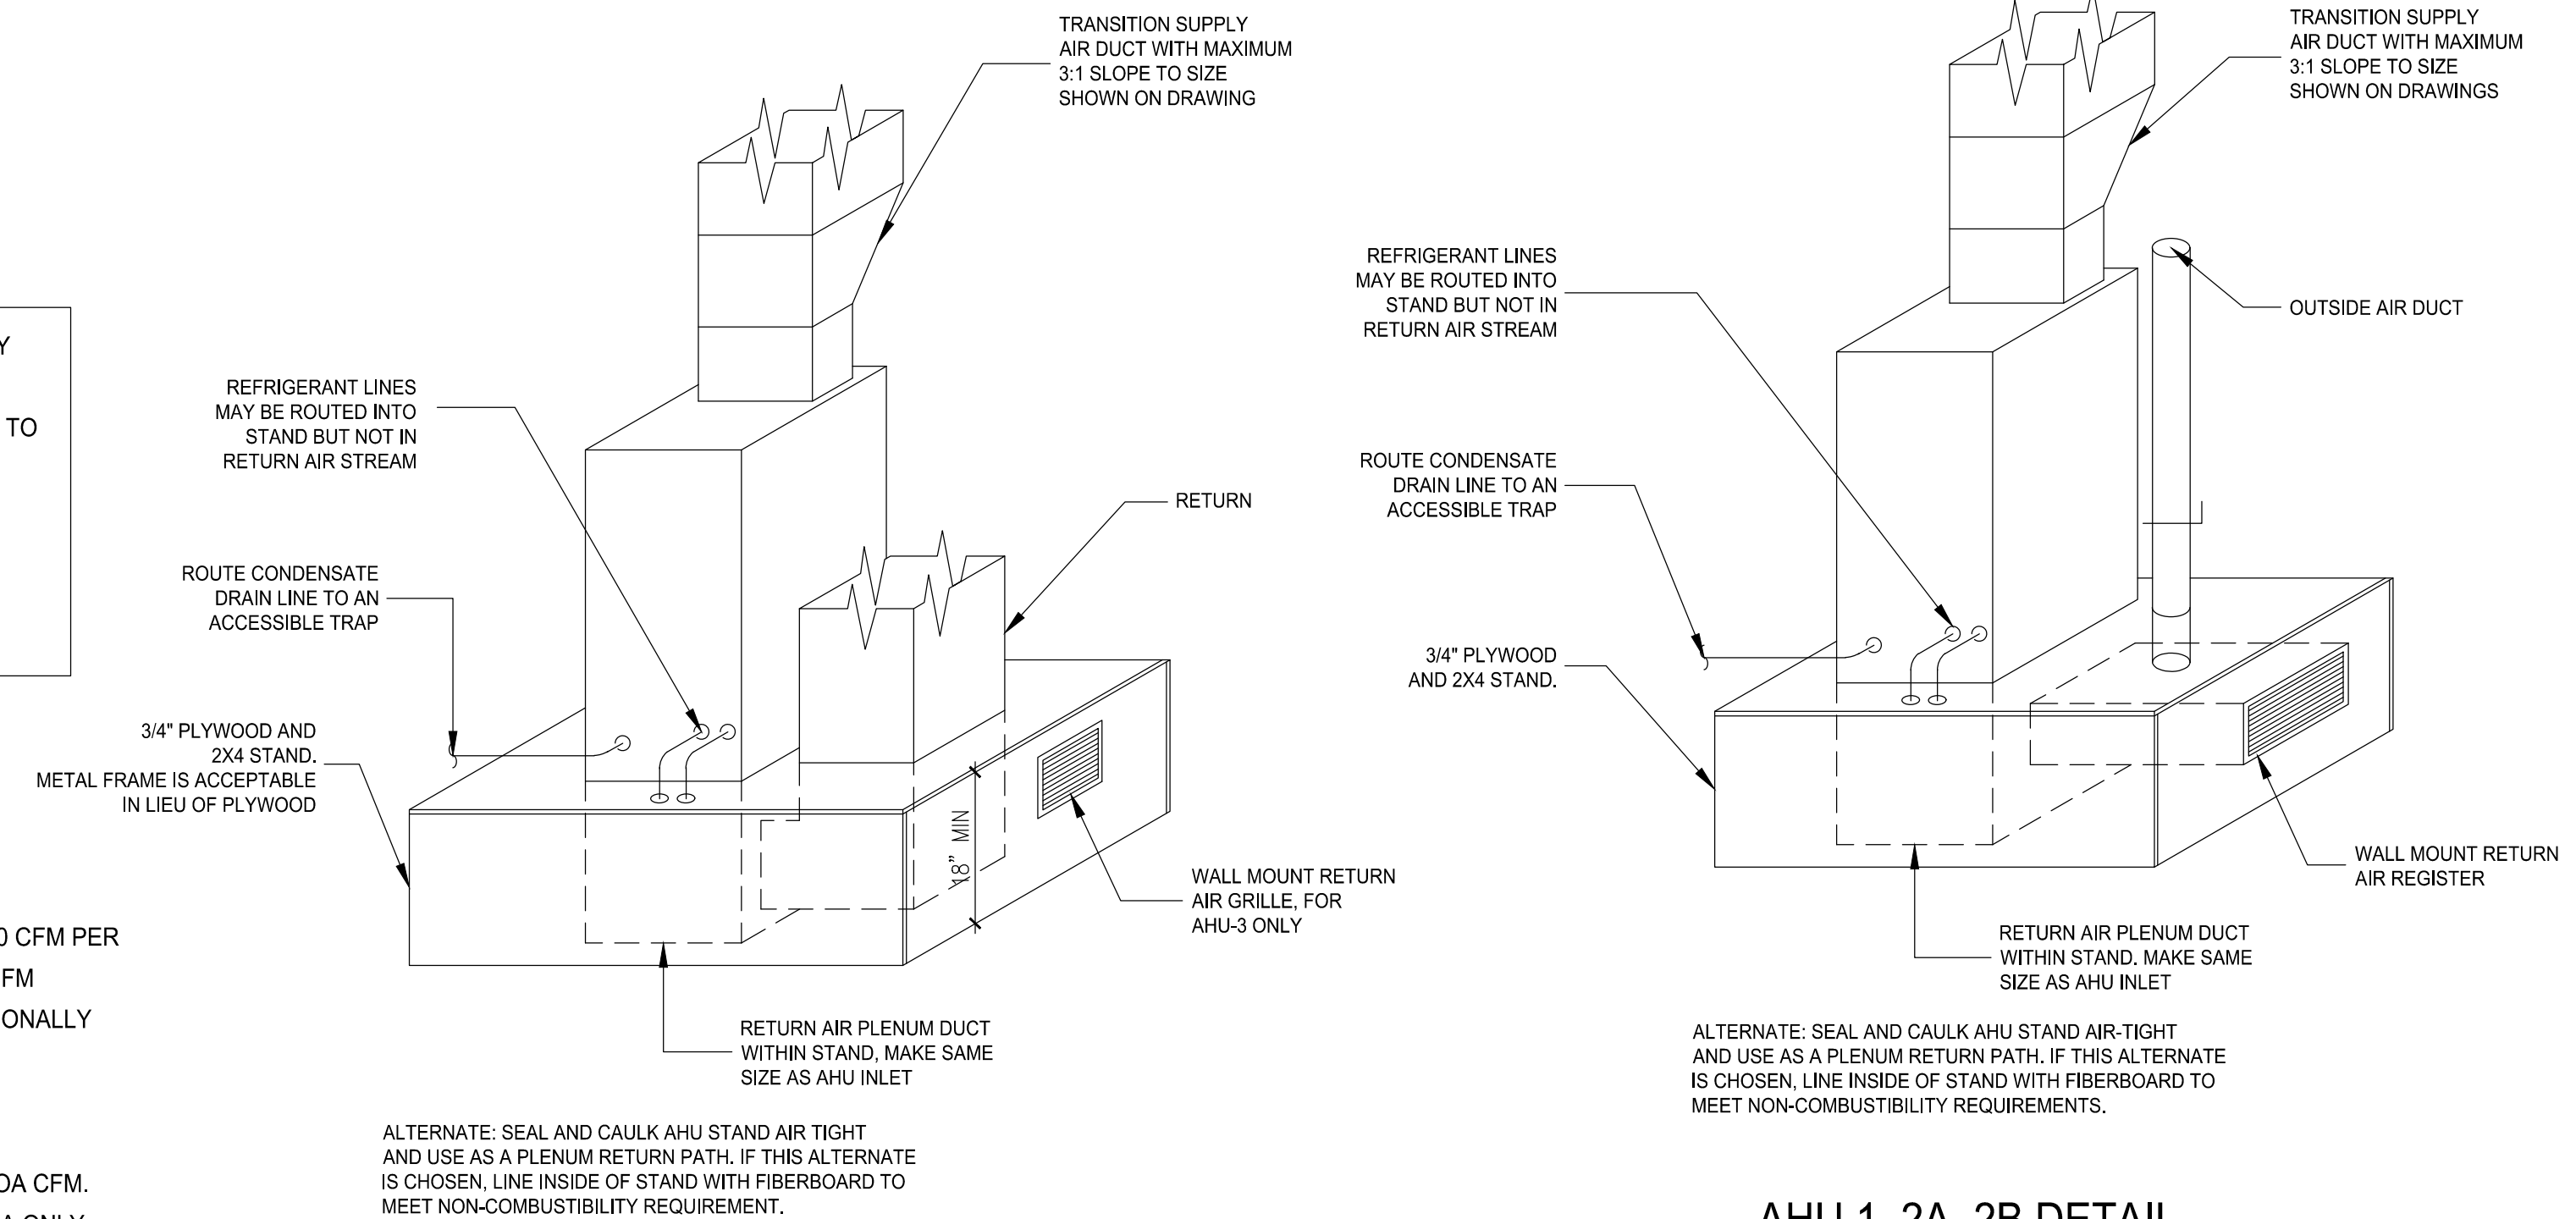 TO
0 CFM PER
OA CFM.
TRANSITION SUPPLY
AIR DUCT WITH MAXIMUM
3:1 SLOPE TO SIZE
SHOWN ON DRAWING
REFRIGERANT LINES
MAY BE ROUTED INTO
STAND BUT NOT IN
RETURN AIR STREAM
RETURN
ROUTE CONDENSATE
DRAIN LINE TO AN
ACCESSIBLE TRAP
3/4" PLYWOOD AND
2X4 STAND.
METAL FRAME IS ACCEPTABLE
IN LIEU OF PLYWOOD
18" MIN
WALL MOUNT RETURN
AIR GRILLE, FOR
AHU-3 ONLY
RETURN AIR PLENUM DUCT
WITHIN STAND, MAKE SAME
SIZE AS AHU INLET
ALTERNATE: SEAL AND CAULK AHU STAND AIR TIGHT
AND USE AS A PLENUM RETURN PATH. IF THIS ALTERNATE
IS CHOSEN, LINE INSIDE OF STAND WITH FIBERBOARD TO
MEET NON-COMBUSTIBILITY REQUIREMENT.
TRANSITION SUPPLY
AIR DUCT WITH MAXIMUM
3:1 SLOPE TO SIZE
SHOWN ON DRAWINGS
REFRIGERANT LINES
MAY BE ROUTED INTO
STAND BUT NOT IN
RETURN AIR STREAM
OUTSIDE AIR DUCT
ROUTE CONDENSATE
DRAIN LINE TO AN
ACCESSIBLE TRAP
3/4" PLYWOOD
AND 2X4 STAND.
WALL MOUNT RETURN
AIR REGISTER
RETURN AIR PLENUM DUCT
WITHIN STAND. MAKE SAME
SIZE AS AHU INLET
ALTERNATE: SEAL AND CAULK AHU STAND AIR-TIGHT
AND USE AS A PLENUM RETURN PATH. IF THIS ALTERNATE
IS CHOSEN, LINE INSIDE OF STAND WITH FIBERBOARD TO
MEET NON-COMBUSTIBILITY REQUIREMENTS.
AHU 1, 2A, 2B DETAIL